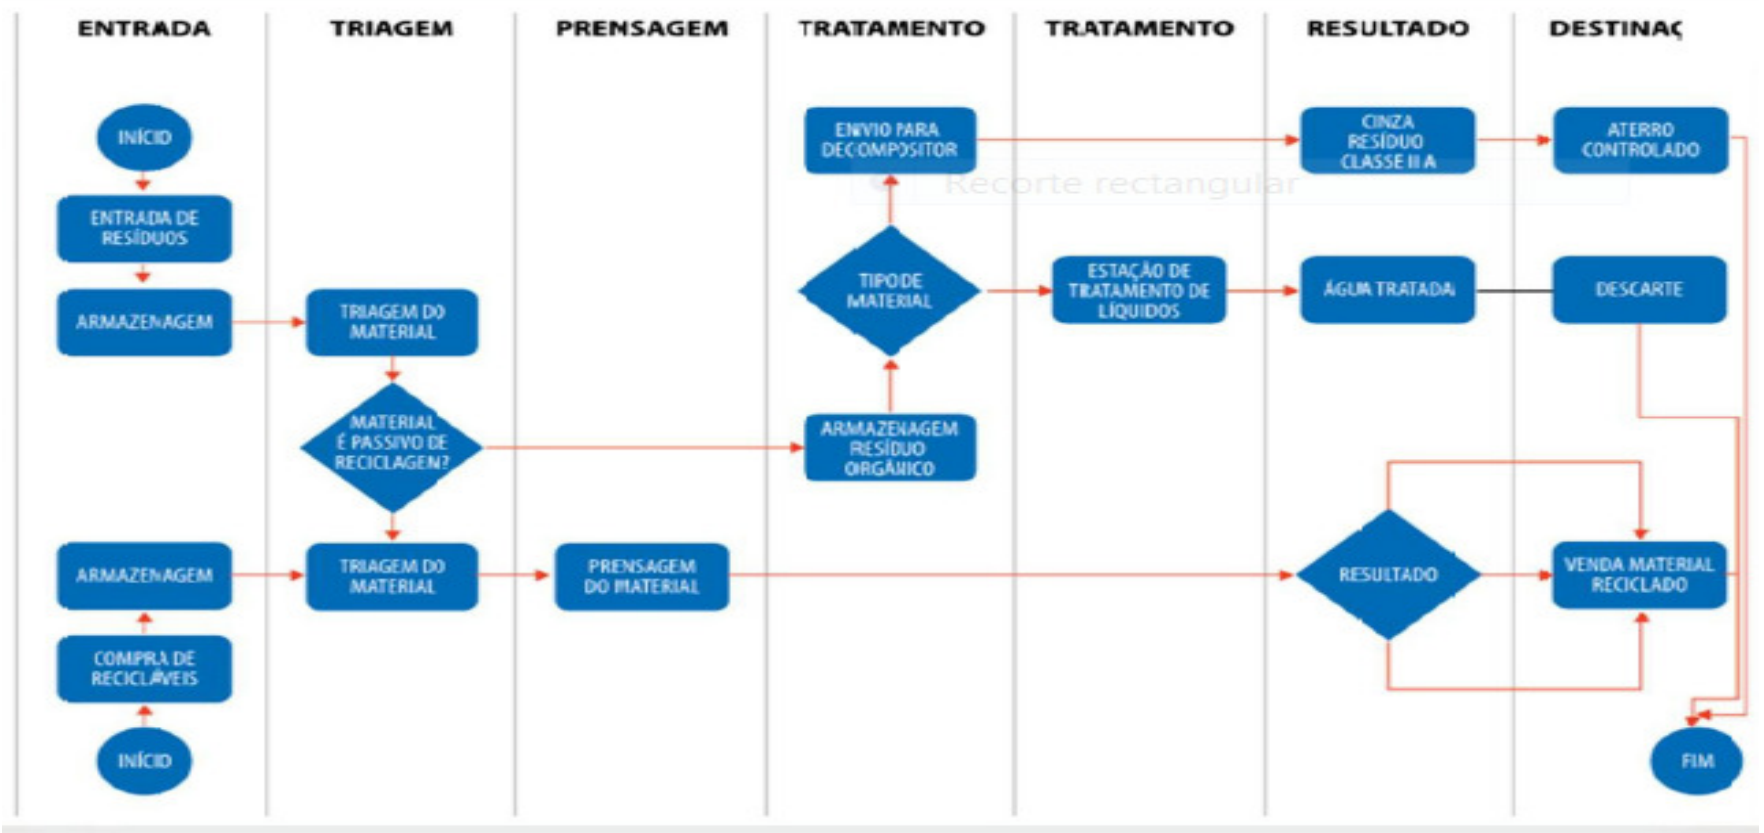 ENTRADA
TRIAGEM
PRENSAGEM
TRATAMENTO
TRATAMENTO
RESULTADO
DESTINAÇ
INÍCIO
ENTRADA DE
RESÍDUOS
ARMAZENAGEM
TRIAGEM DO
MATERIAL
MATERIAL
É PASSIVO DE
RECICLAGEN?
ARMAZENAGEM
COMPRA DE
RECICLÁVEIS
INÍCIO
TRIAGEM DO
MATERIAL
PRENSAGEM
DO MATERIAL
ENVIO PARA
DECOMPOSITOR
TIPO DE
MATERIAL
ARMAZENAGEM
RESÍDUO
ORGÂNICO
ESTAÇÃO DE
TRATAMENTO DE
LÍQUIDOS
CINZA
RESÍDUO
CLASSE II A
Recorte rectangular
ÁGUA TRATADA
RESULTADO
ATERRO
CONTROLADO
DESCARTE
VENDA MATERIAL
RECICLADO
FIM